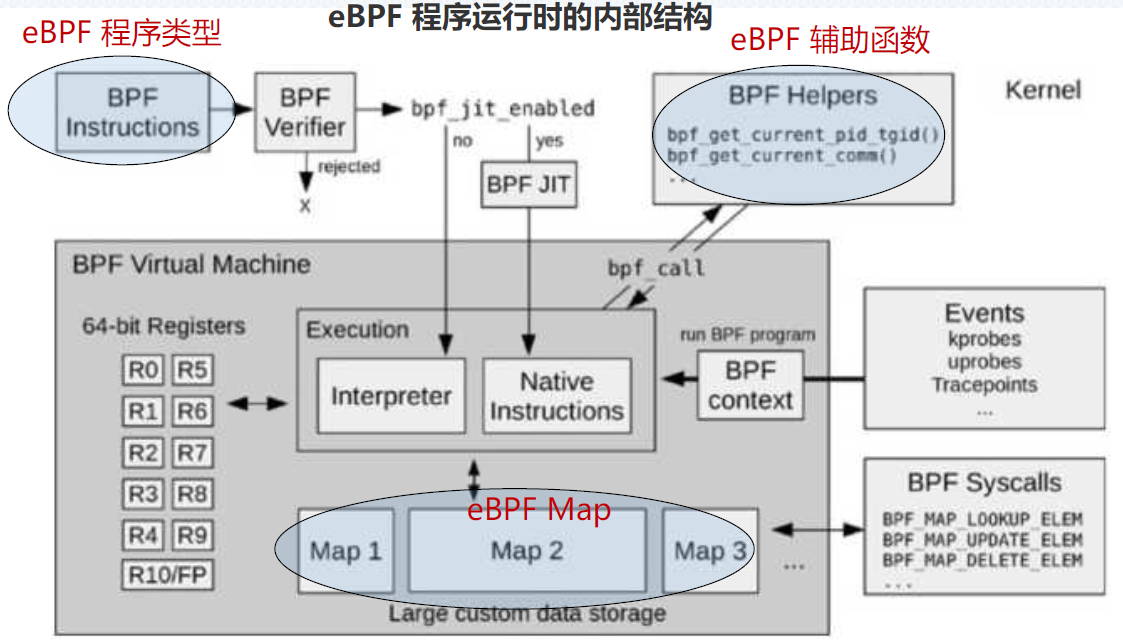 eBPF 程序运行时的内部结构
eBPF 程序类型
eBPF 辅助函数
BPF
Instructions
BPF
Verifier
rejected
X
bpf_jit_enabled
no
yes
BPF JIT
BPF Helpers
bpf_get_current_pid_tgid()
bpf_get_current_comm()
...
Kernel
BPF Virtual Machine
bpf_call
64-bit Registers
R0 R5
R1 R6
R2 R7
R3 R8
R4 R9
R10/FP
Execution
Interpreter
Native
Instructions
run BPF program
BPF
context
Events
kprobes
uprobes
Tracepoints
...
eBPF Map
Map 1
Map 2
Map 3
...
Large custom data storage
BPF Syscalls
BPF_MAP_LOOKUP_ELEM
BPF_MAP_UPDATE_ELEM
BPF_MAP_DELETE_ELEM
...